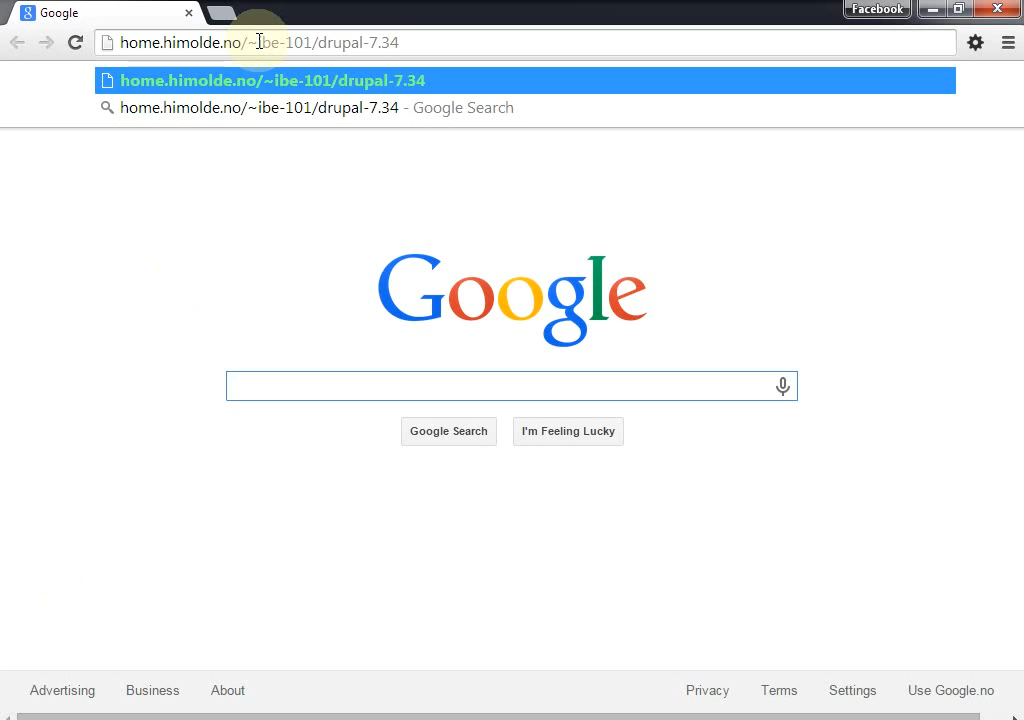 Google
Facebook
home.himolde.no/~ibe-101/drupal-7.34
home.himolde.no/~ibe-101/drupal-7.34
home.himolde.no/~ibe-101/drupal-7.34 - Google Search
Google
Google Search
I'm Feeling Lucky
Advertising Business About Privacy Terms Settings Use Google.no